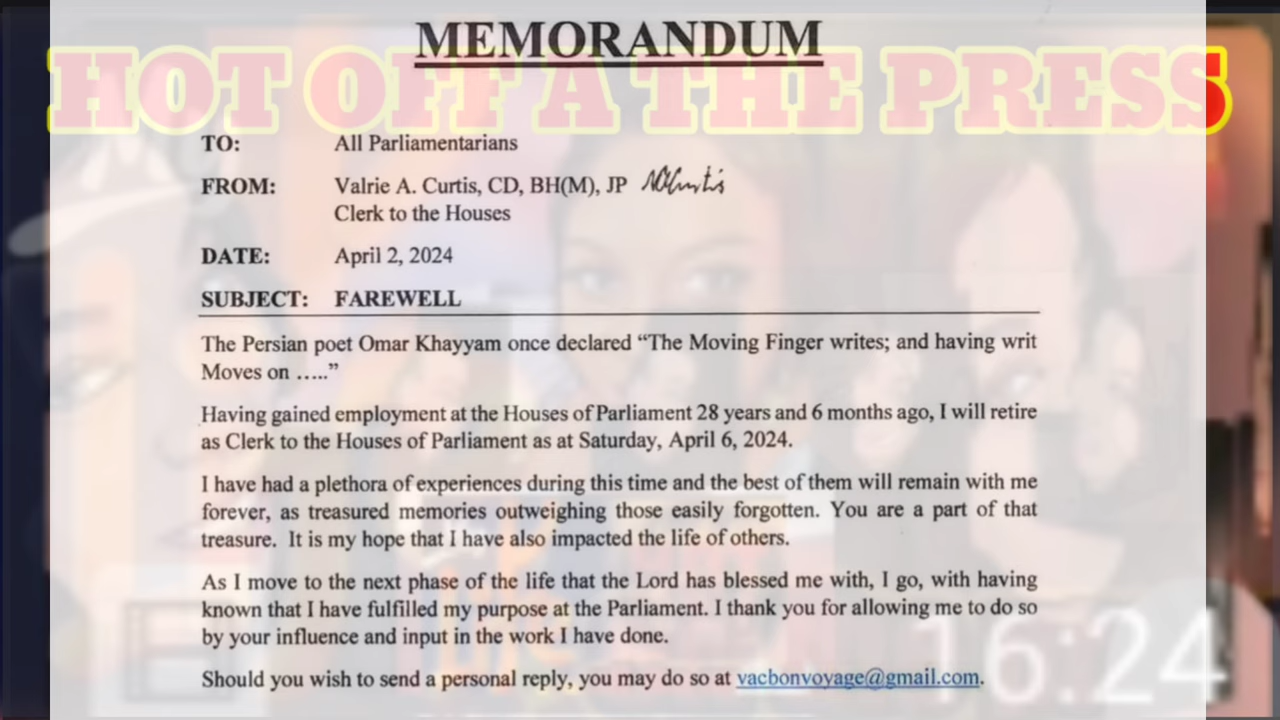 MEMORANDUM
HOT OFF A THE PRESS
TO: All Parliamentarians
FROM: Valrie A. Curtis, CD, BH(M), JP NACurtis
Clerk to the Houses
DATE: April 2, 2024
SUBJECT: FAREWELL
The Persian poet Omar Khayyam once declared “The Moving Finger writes; and having writ
Moves on …..”
Having gained employment at the Houses of Parliament 28 years and 6 months ago, I will retire
as Clerk to the Houses of Parliament as at Saturday, April 6, 2024.
I have had a plethora of experiences during this time and the best of them will remain with me
forever, as treasured memories outweighing those easily forgotten. You are a part of that
treasure. It is my hope that I have also impacted the life of others.
As I move to the next phase of the life that the Lord has blessed me with, I go, with having
known that I have fulfilled my purpose at the Parliament. I thank you for allowing me to do so
by your influence and input in the work I have done.
Should you wish to send a personal reply, you may do so at vacbonvoyage@gmail.com.
16:24